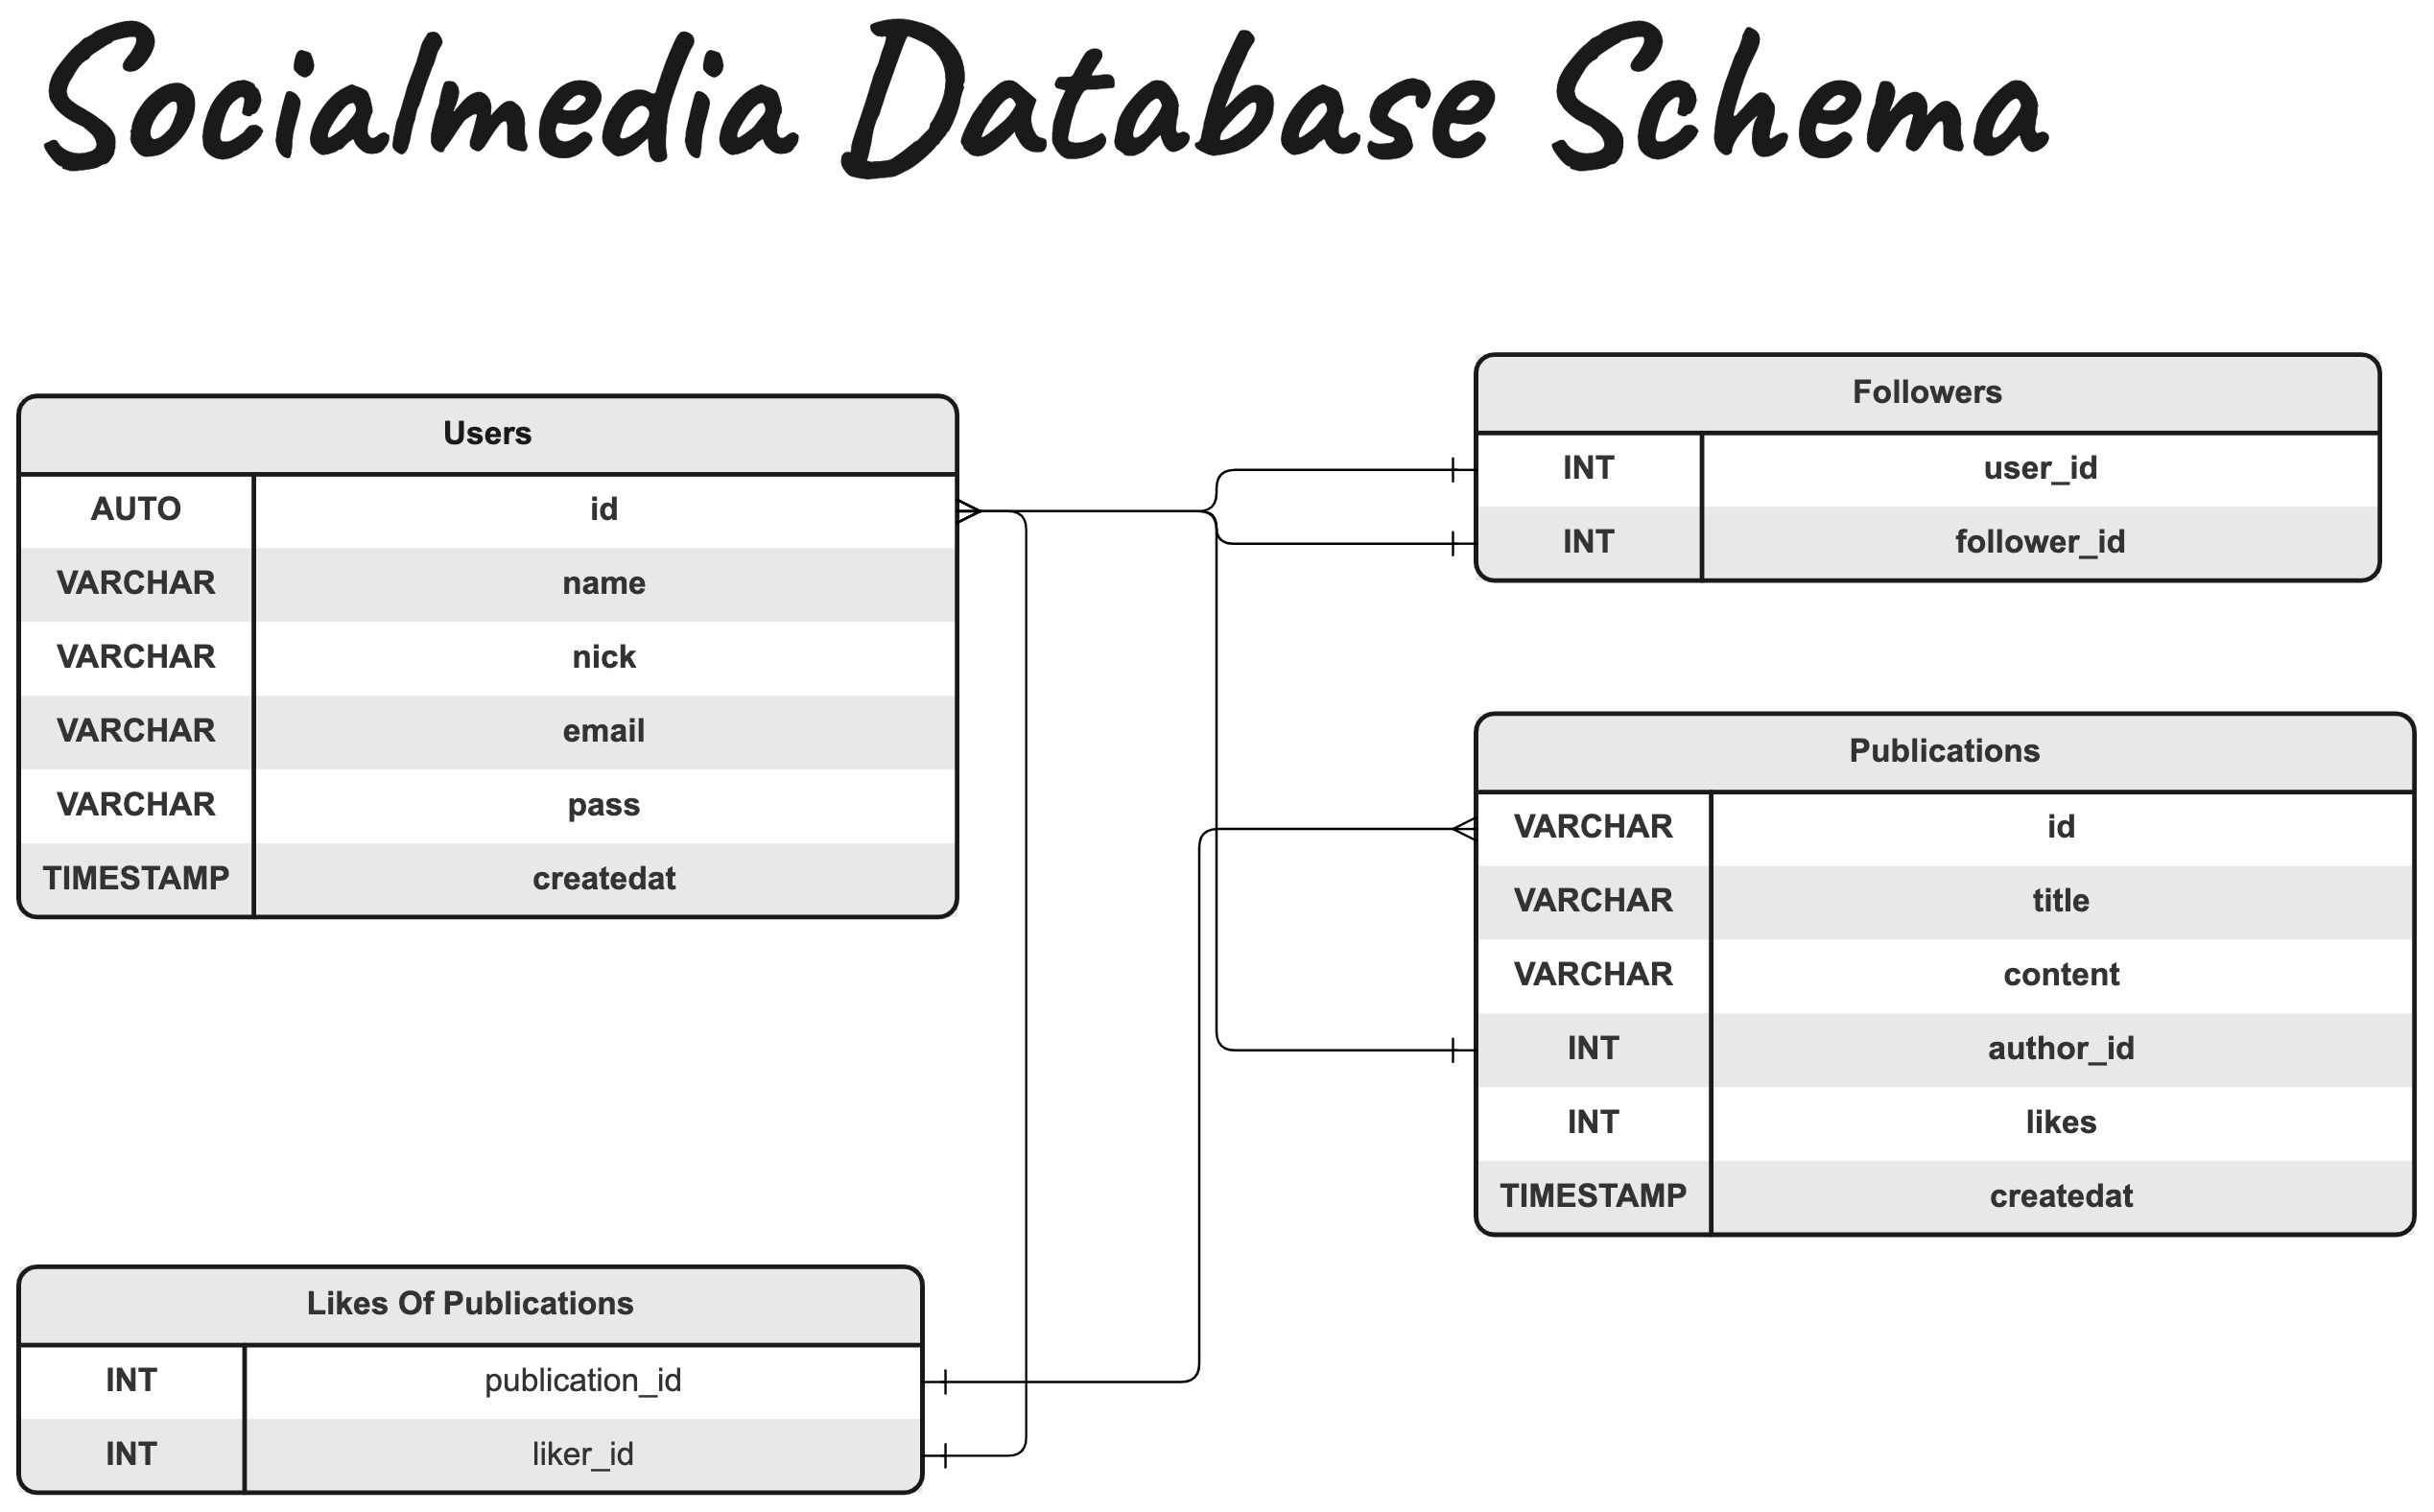 Socialmedia Database Schema
Users
AUTO id
VARCHAR name
VARCHAR nick
VARCHAR email
VARCHAR pass
TIMESTAMP createdat
Followers
INT user_id
INT follower_id
Publications
VARCHAR id
VARCHAR title
VARCHAR content
INT author_id
INT likes
TIMESTAMP createdat
Likes Of Publications
INT publication_id
INT liker_id